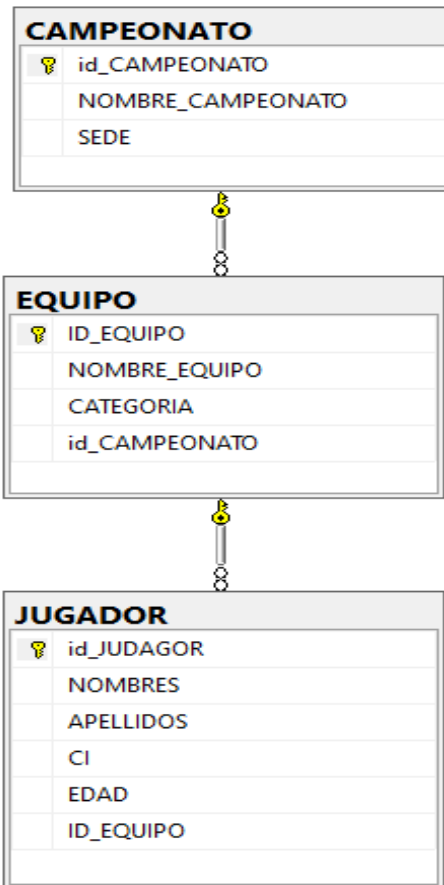 CAMPEONATO
id_CAMPEONATO
NOMBRE_CAMPEONATO
SEDE
EQUIPO
ID_EQUIPO
NOMBRE_EQUIPO
CATEGORIA
id_CAMPEONATO
JUGADOR
id_JUDAGOR
NOMBRES
APELLIDOS
CI
EDAD
ID_EQUIPO